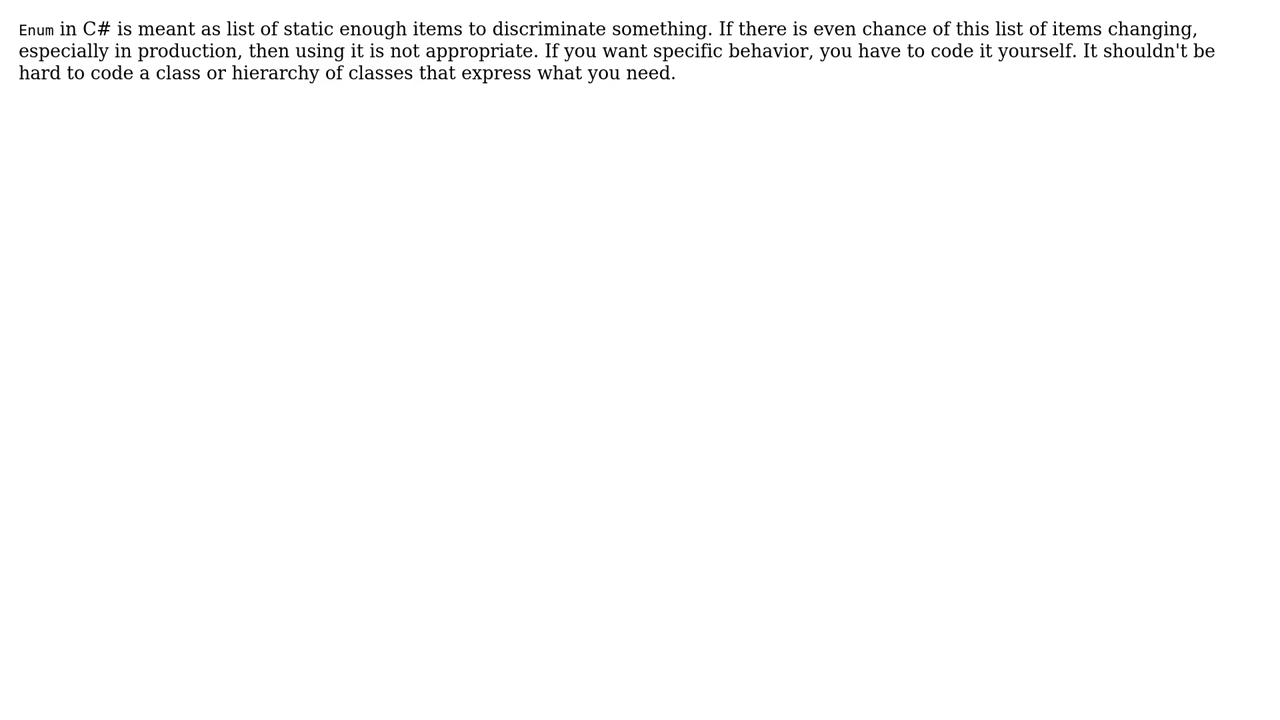 Enum in C# is meant as list of static enough items to discriminate something. If there is even chance of this list of items changing,
especially in production, then using it is not appropriate. If you want specific behavior, you have to code it yourself. It shouldn't be
hard to code a class or hierarchy of classes that express what you need.